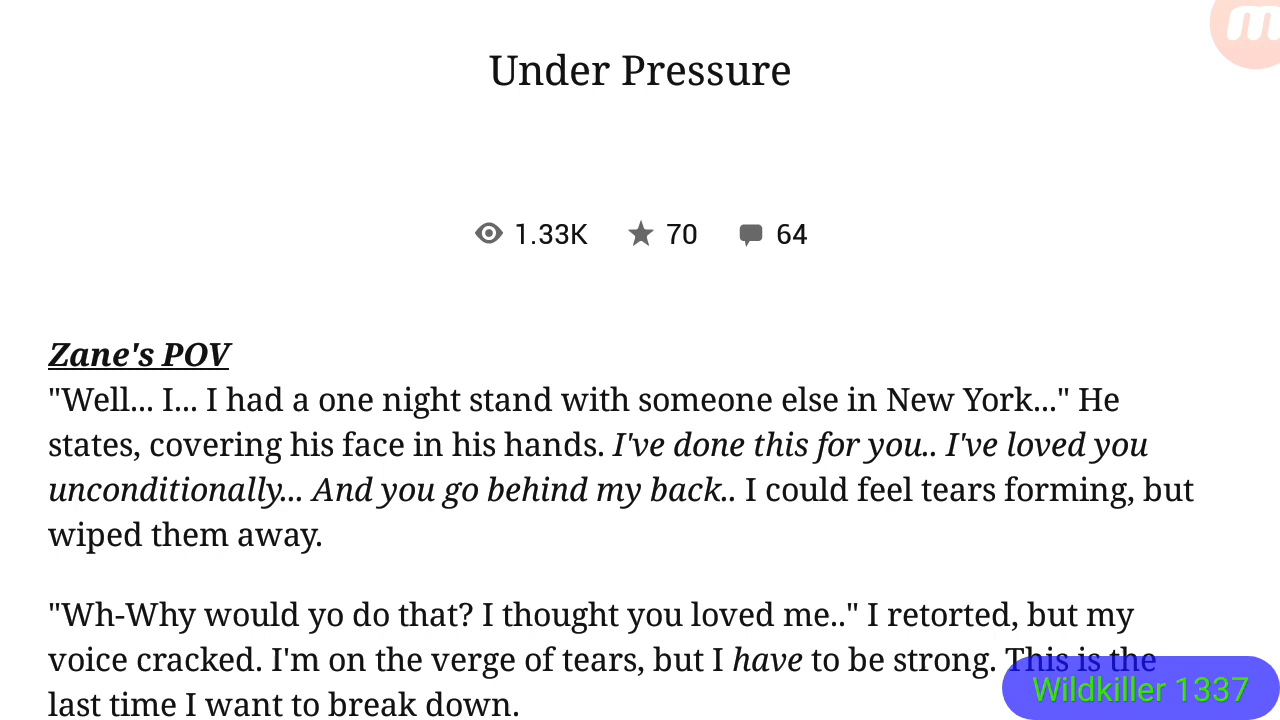 Under Pressure
1.33K 70 64
Zane's POV
"Well... I... I had a one night stand with someone else in New York..." He
states, covering his face in his hands. I've done this for you.. I've loved you
unconditionally... And you go behind my back.. I could feel tears forming, but
wiped them away.
"Wh-Why would yo do that? I thought you loved me.." I retorted, but my
voice cracked. I'm on the verge of tears, but I have to be strong. This is the
last time I want to break down.
Wildkiller 1337
m